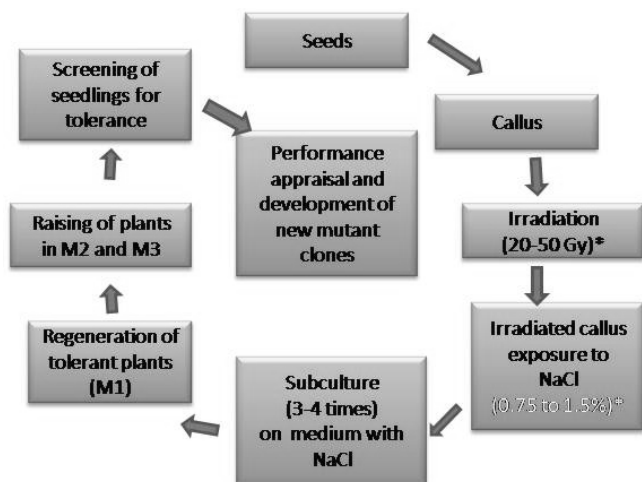 Seeds
Callus
Irradiation
(20-50 Gy)*
Irradiated callus
exposure to
NaCl
(0.75 to 1.5%)*
Subculture
(3-4 times)
on medium with
NaCl
Regeneration of
tolerant plants
(M1)
Raising of plants
in M2 and M3
Screening of
seedlings for
tolerance
Performance
appraisal and
development of
new mutant
clones